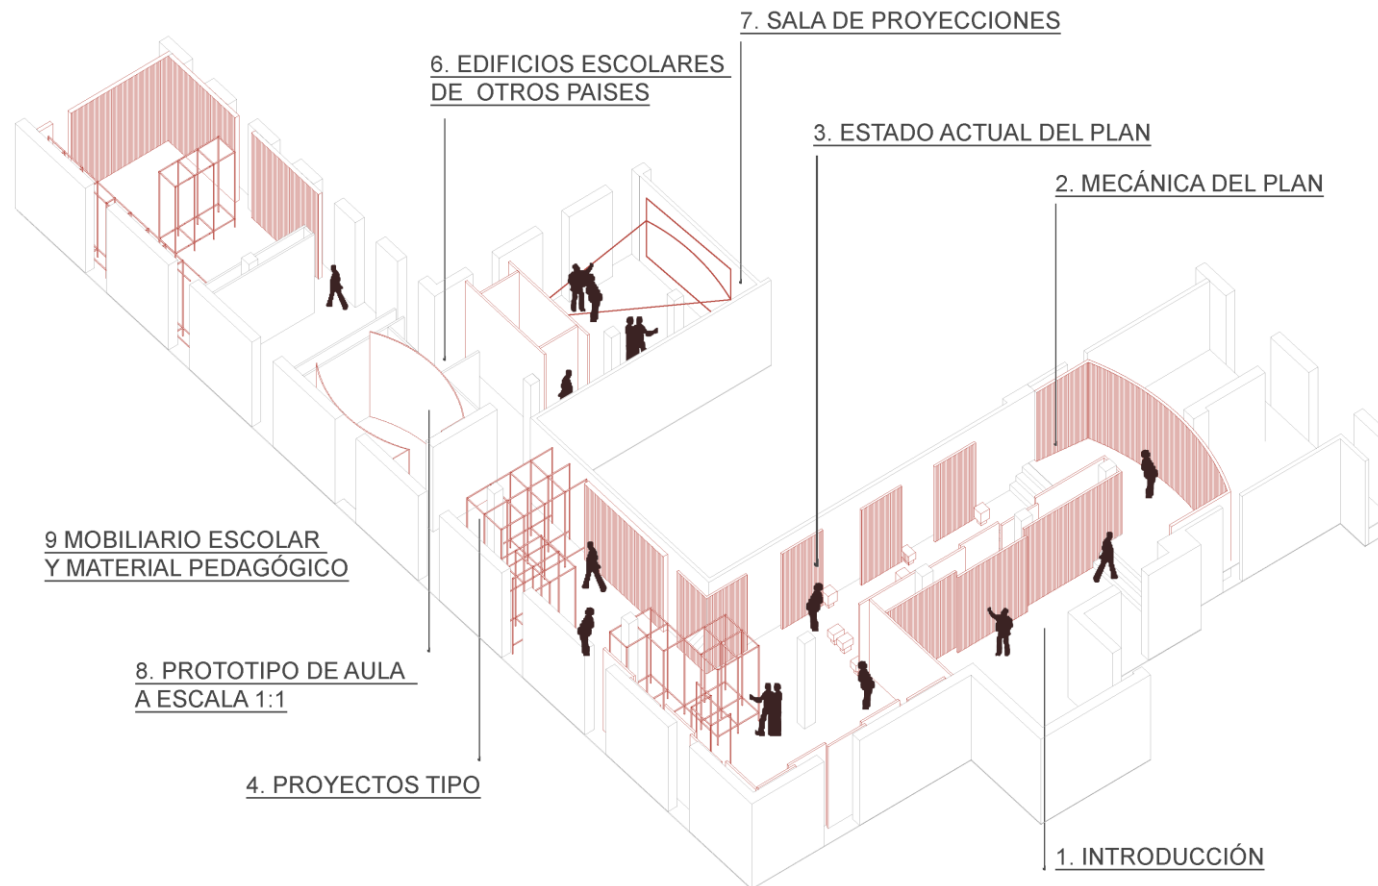 7. SALA DE PROYECCIONES
6. EDIFICIOS ESCOLARES
DE OTROS PAISES
3. ESTADO ACTUAL DEL PLAN
2. MECÁNICA DEL PLAN
9 MOBILIARIO ESCOLAR
Y MATERIAL PEDAGÓGICO
8. PROTOTIPO DE AULA
A ESCALA 1:1
4. PROYECTOS TIPO
1. INTRODUCCIÓN